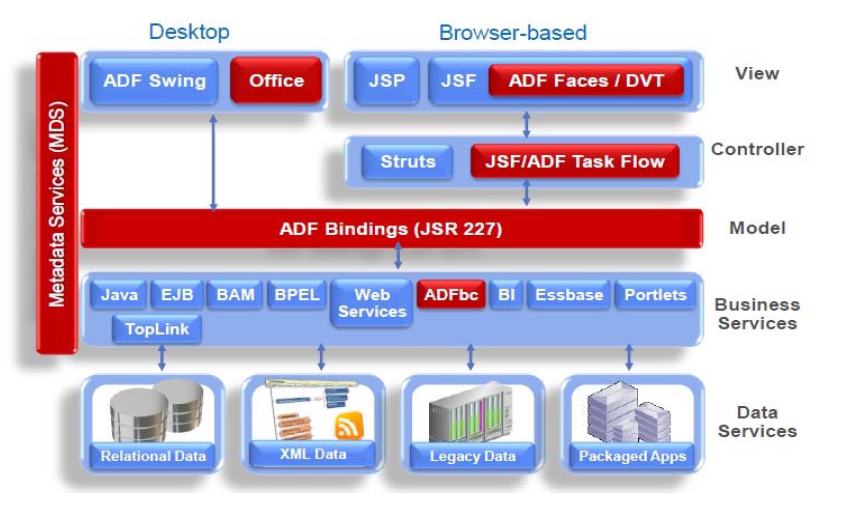 Desktop
Browser-based
ADF Swing
Office
JSP
JSF
ADF Faces / DVT
View
Struts
JSF/ADF Task Flow
Controller
Metadata Services (MDS)
ADF Bindings (JSR 227)
Model
Java
EJB
BAM
BPEL
Web
Services
ADFbc
BI
Essbase
Portlets
TopLink
Business
Services
Relational Data
XML Data
Legacy Data
Packaged Apps
Data
Services